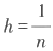 h = 1/n